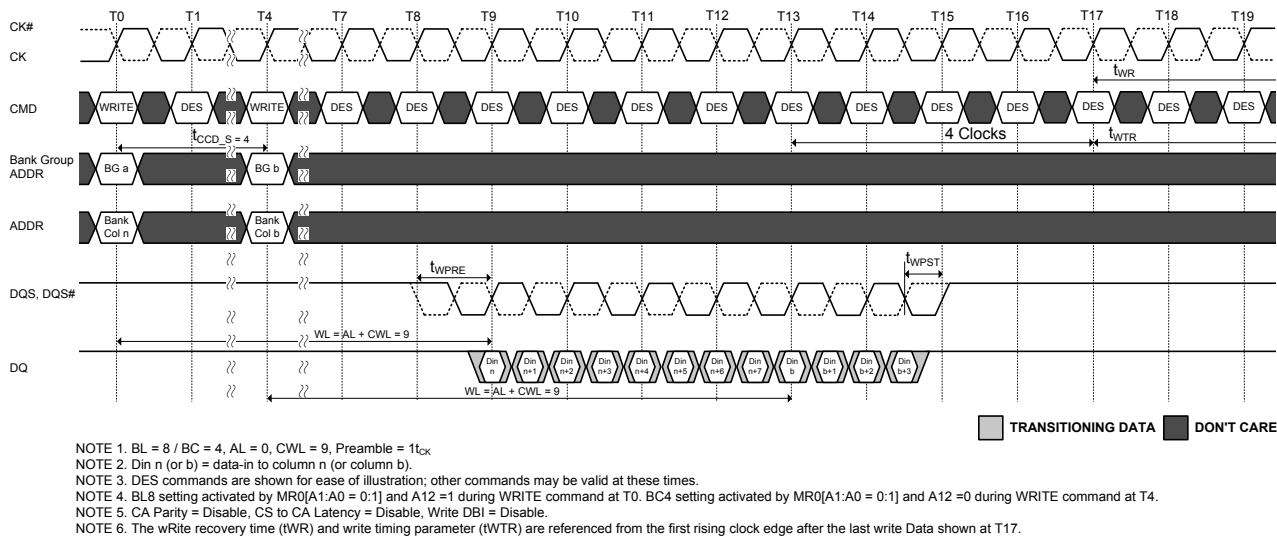 T0 T1 T4 T7 T8 T9 T10 T11 T12 T13 T14 T15 T16 T17 T18 T19
CK#
CK
tWR
CMD WRITE DES WRITE DES DES DES DES DES DES DES DES DES DES DES DES DES
tCCD_S = 4
4 Clocks
tWTR
Bank Group
ADDR
BG a BG b
ADDR
Bank
Col n
Bank
Col b
tWPRE
tWPST
DQS, DQS#
WL = AL + CWL = 9
DQ
Din
n
Din
n+1
Din
n+2
Din
n+3
Din
n+4
Din
n+5
Din
n+6
Din
n+7
Din
b
Din
b+1
Din
b+2
Din
b+3
WL = AL + CWL = 9
TRANSITIONING DATA DON'T CARE
NOTE 1. BL = 8 / BC = 4, AL = 0, CWL = 9, Preamble = 1tCK
NOTE 2. Din n (or b) = data-in to column n (or column b).
NOTE 3. DES commands are shown for ease of illustration; other commands may be valid at these times.
NOTE 4. BL8 setting activated by MR0[A1:A0 = 0:1] and A12 =1 during WRITE command at T0. BC4 setting activated by MR0[A1:A0 = 0:1] and A12 =0 during WRITE command at T4.
NOTE 5. CA Parity = Disable, CS to CA Latency = Disable, Write DBI = Disable.
NOTE 6. The wRite recovery time (tWR) and write timing parameter (tWTR) are referenced from the first rising clock edge after the last write Data shown at T17.